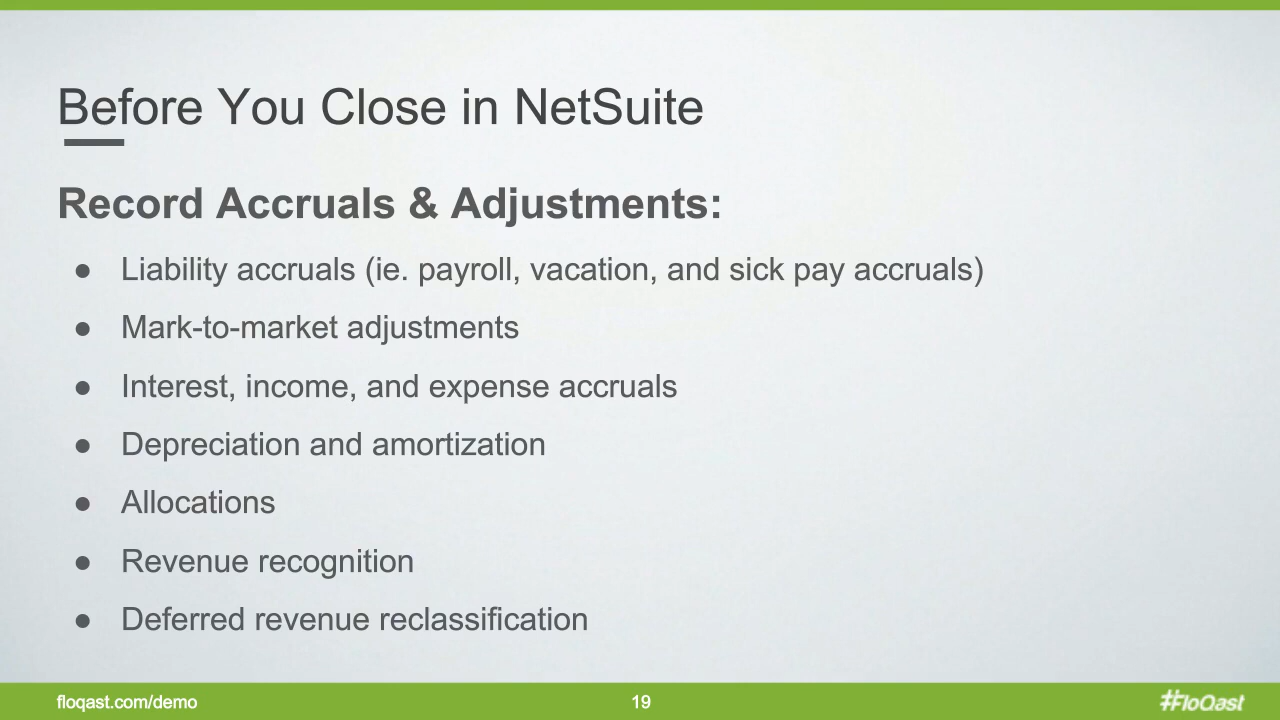 Before You Close in NetSuite
Record Accruals & Adjustments:
● Liability accruals (ie. payroll, vacation, and sick pay accruals)
● Mark-to-market adjustments
● Interest, income, and expense accruals
● Depreciation and amortization
● Allocations
● Revenue recognition
● Deferred revenue reclassification
floqast.com/demo
19
#floQast